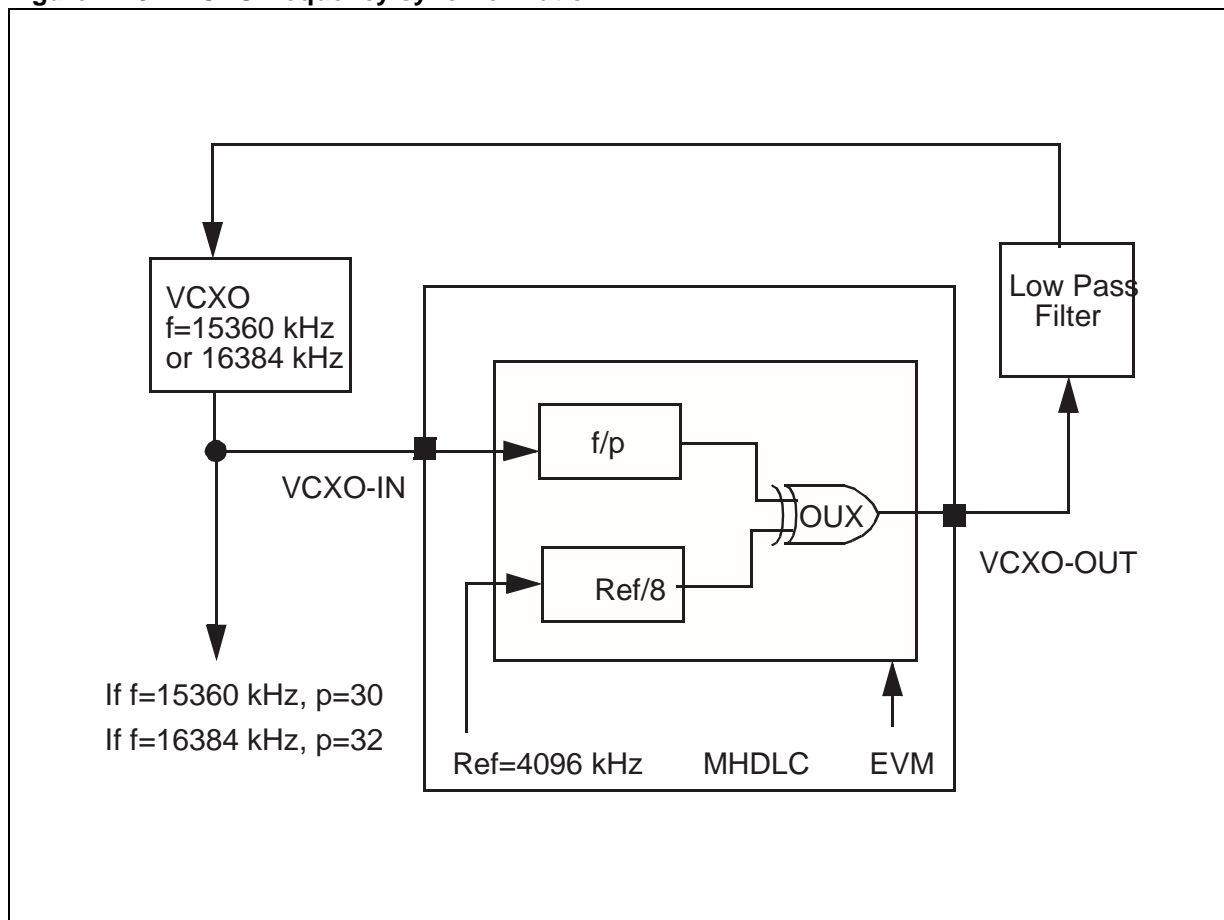 VCXO
f=15360 kHz
or 16384 kHz
Low Pass
Filter
f/p
VCXO-IN
OUX
VCXO-OUT
Ref/8
If f=15360 kHz, p=30
If f=16384 kHz, p=32
Ref=4096 kHz
MHDLC
EVM